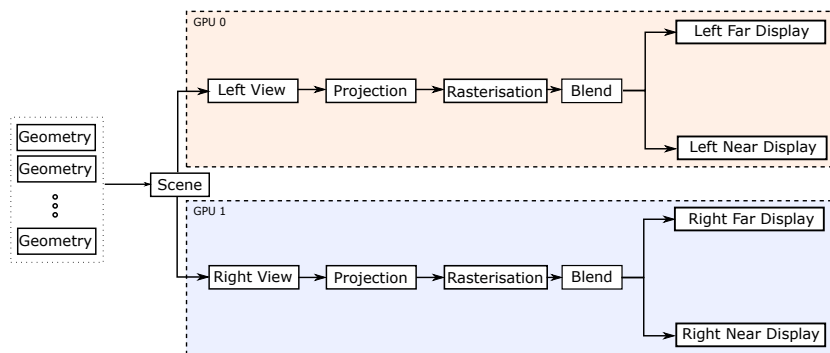 GPU 0
Left Far Display
Left View
Projection
Rasterisation
Blend
Left Near Display
Geometry
Geometry
Geometry
Scene
GPU 1
Right Far Display
Right View
Projection
Rasterisation
Blend
Right Near Display